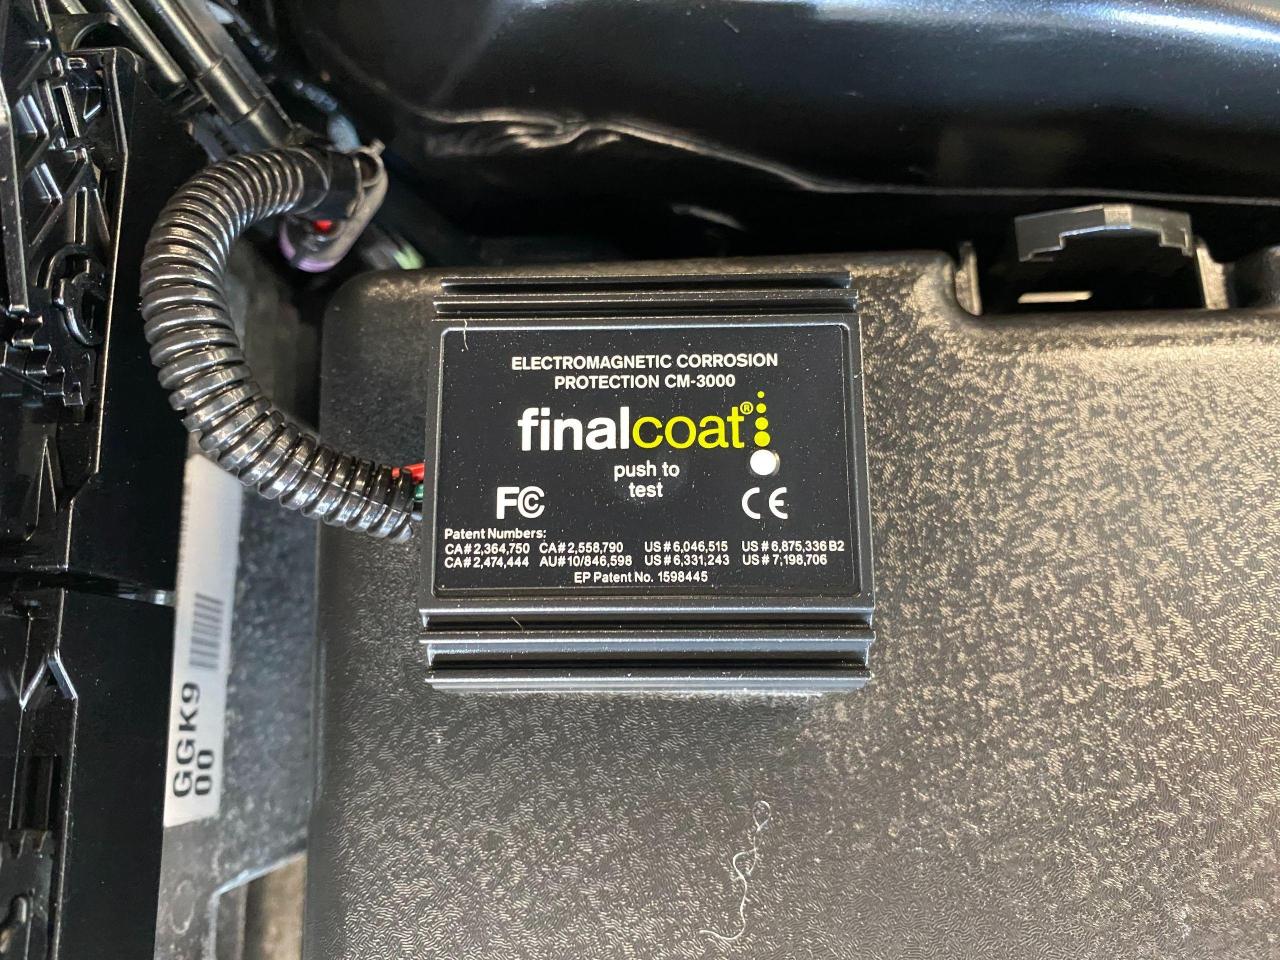 ELECTROMAGNETIC CORROSION
PROTECTION CM-3000
finalcoat®
push to
test
FC CE
Patent Numbers:
CA# 2,364,750 CA# 2,558,790 US # 6,046,515 US # 6,875,336 B2
CA# 2,474,444 AU# 10/846,598 US # 6,331,243 US # 7,198,706
EP Patent No. 1598445
GGK9
00